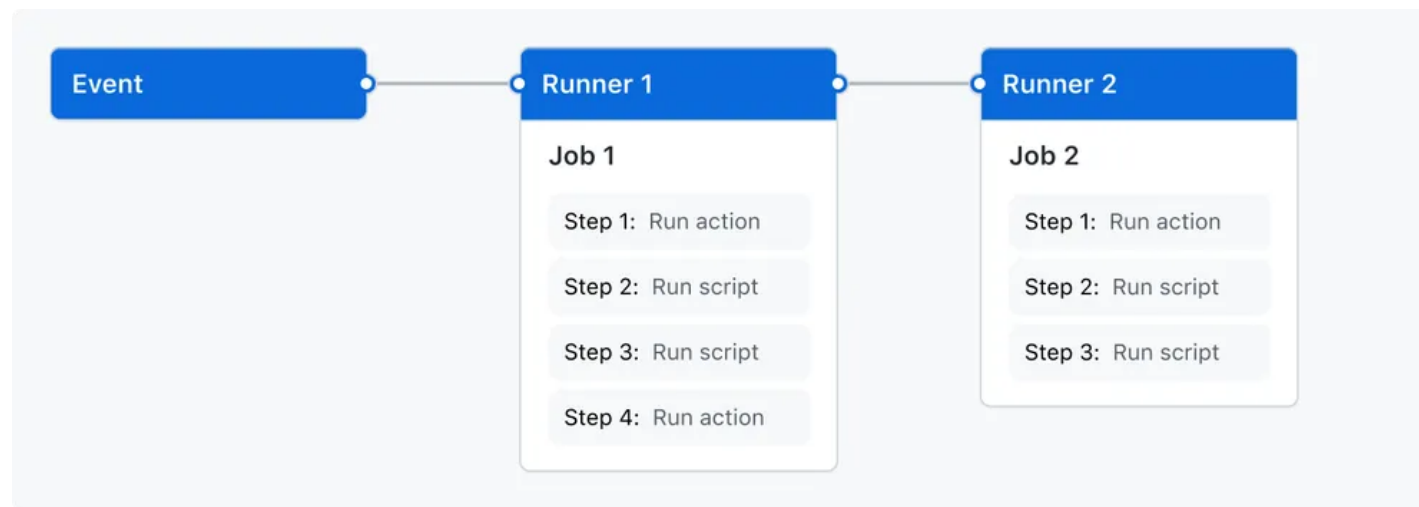 Event
Runner 1
Job 1
Step 1: Run action
Step 2: Run script
Step 3: Run script
Step 4: Run action
Runner 2
Job 2
Step 1: Run action
Step 2: Run script
Step 3: Run script